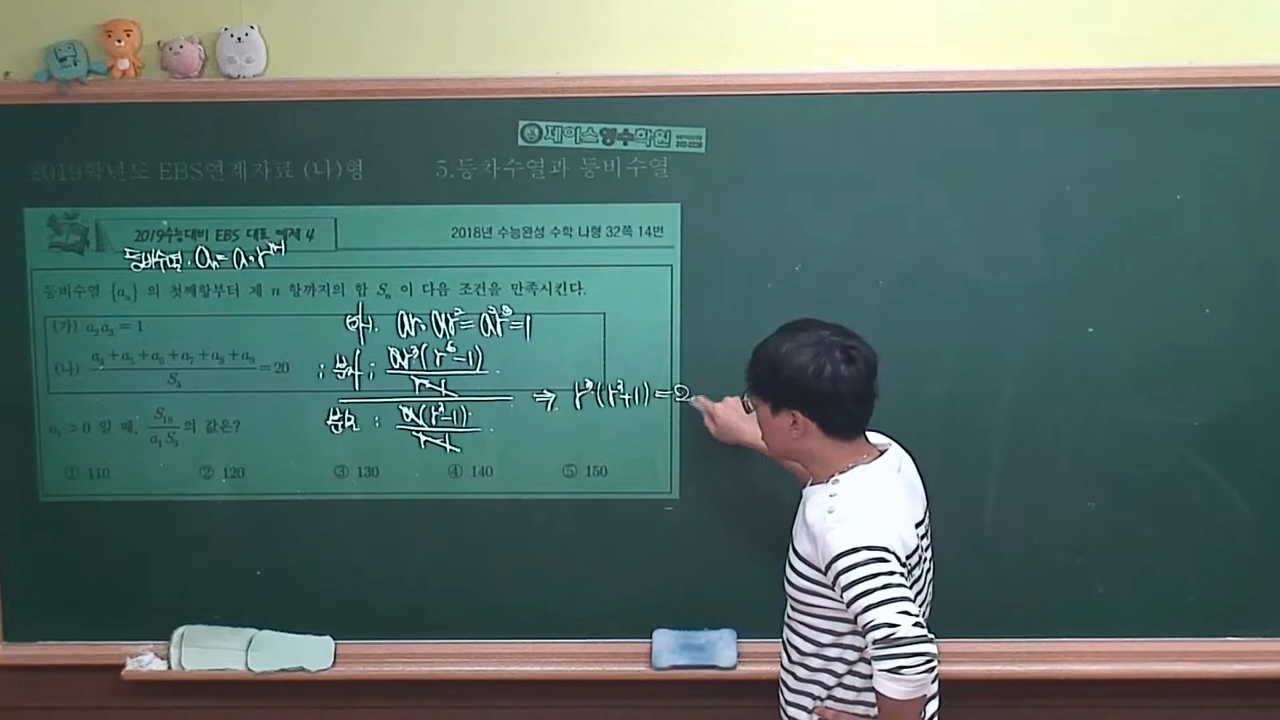 제이스영수학원
2019학년도 EBS연계자료 (나)형 5.등차수열과 등비수열
2019수능대비 EBS 대표 예제 4 2018년 수능완성 수학 나형 32쪽 14번
등비수열. aₙ=a·rⁿ⁻¹
등비수열 {aₙ} 의 첫째항부터 제 n 항까지의 합 Sₙ 이 다음 조건을 만족시킨다.
(가) a₂a₃ = 1
ar·ar²=a²r³=1
(나) (a₄+a₅+a₆+a₇+a₈+a₉)/S₃ = 20
: 분자 : ar³(r⁶-1)/(r-1)
⇒ r³(r³+1)=2
분모 : a(r³-1)/(r-1)
a₁>0 일 때, S₁₈/(a₁S₉) 의 값은?
① 110 ② 120 ③ 130 ④ 140 ⑤ 150